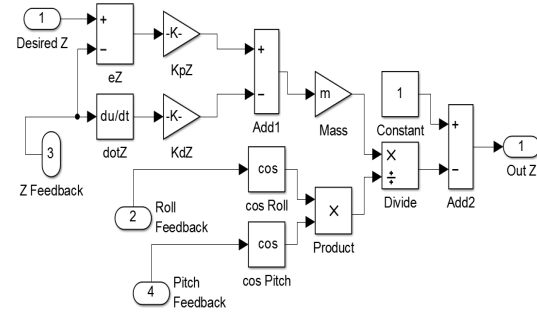 1
Desired Z
+
−
eZ
-K-
KpZ
+
−
Add1
m
Mass
1
Constant
+
−
Add2
1
Out Z
du/dt
dotZ
-K-
KdZ
3
Z Feedback
cos
cos Roll
2
Roll
Feedback
×
Product
×
÷
Divide
cos
cos Pitch
4
Pitch
Feedback